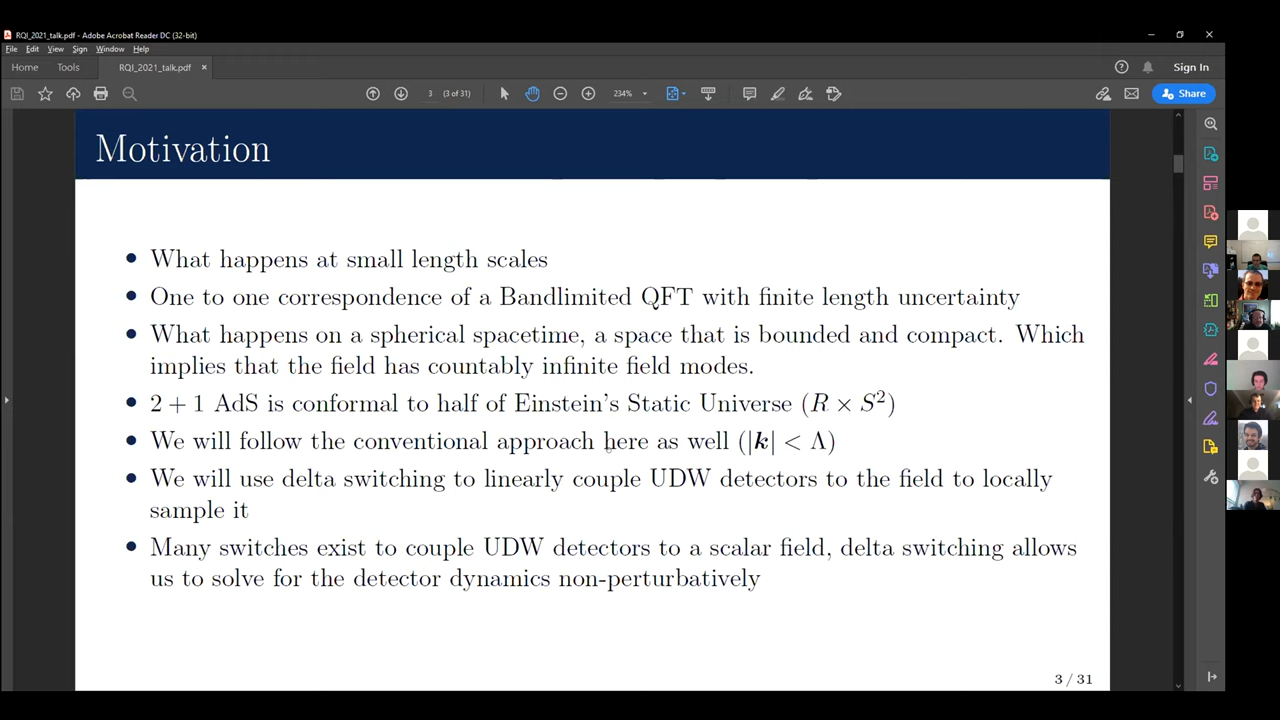 RQI_2021_talk.pdf - Adobe Acrobat Reader DC (32-bit)
File Edit View Sign Window Help
Home Tools RQI_2021_talk.pdf × Sign In
3 (3 of 31) 234% Share
Motivation
• What happens at small length scales
• One to one correspondence of a Bandlimited QFT with finite length uncertainty
• What happens on a spherical spacetime, a space that is bounded and compact. Which
implies that the field has countably infinite field modes.
• 2 + 1 AdS is conformal to half of Einstein's Static Universe (R × S²)
• We will follow the conventional approach here as well (|k| < Λ)
• We will use delta switching to linearly couple UDW detectors to the field to locally
sample it
• Many switches exist to couple UDW detectors to a scalar field, delta switching allows
us to solve for the detector dynamics non-perturbatively
3 / 31